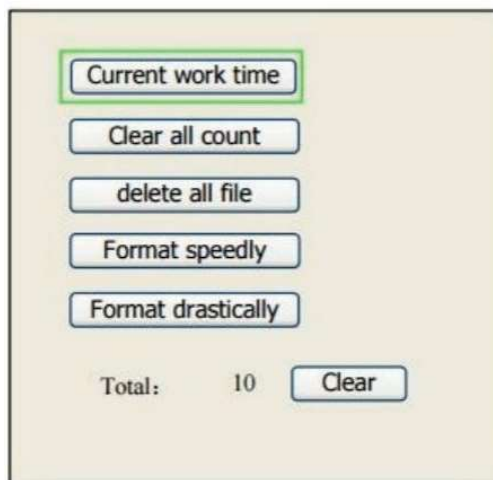 Current work time
Clear all count
delete all file
Format speedly
Format drastically
Total: 10 Clear